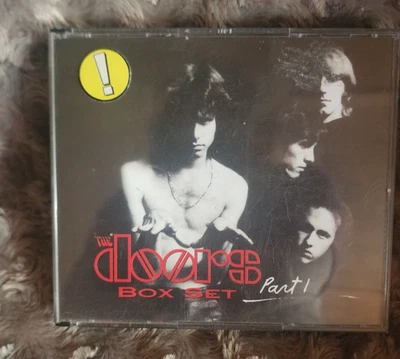 !
THE
doors
BOX SET
Part 1